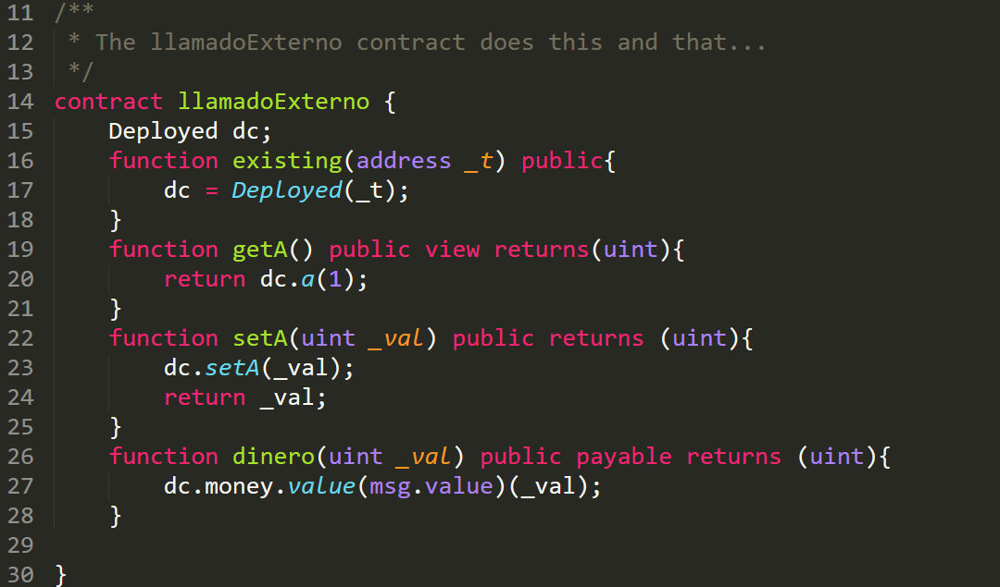 11 /**
12  * The llamadoExterno contract does this and that...
13  */
14 contract llamadoExterno {
15     Deployed dc;
16     function existing(address _t) public{
17         dc = Deployed(_t);
18     }
19     function getA() public view returns(uint){
20         return dc.a(1);
21     }
22     function setA(uint _val) public returns (uint){
23         dc.setA(_val);
24         return _val;
25     }
26     function dinero(uint _val) public payable returns (uint){
27         dc.money.value(msg.value)(_val);
28     }
29
30 }